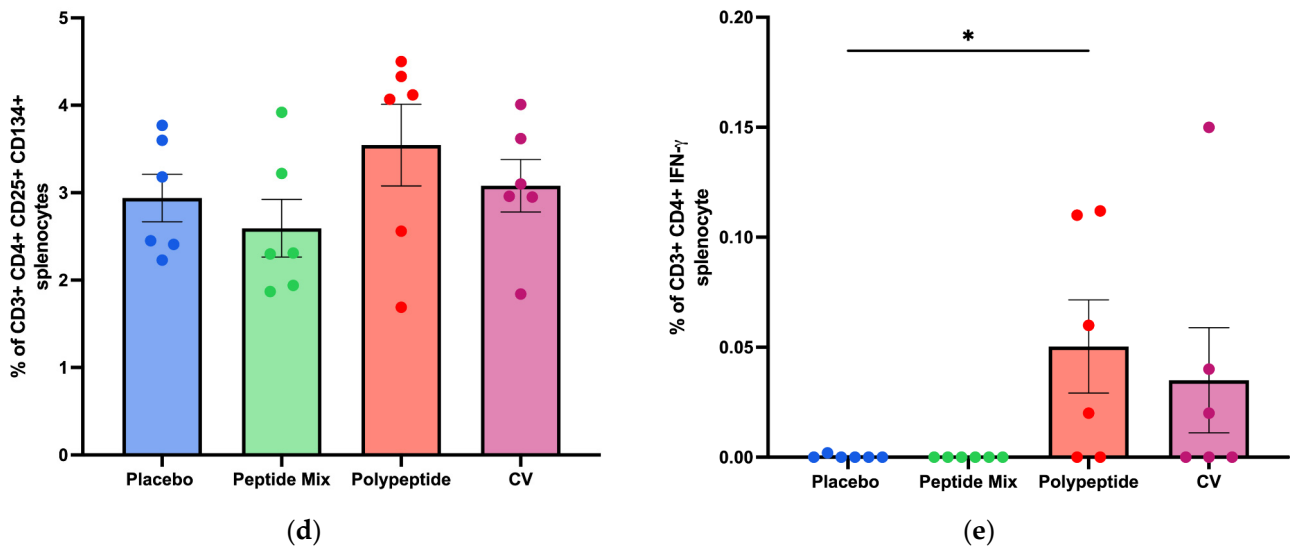 % of CD3+ CD4+ CD25+ CD134+
splenocytes
5
4
3
2
1
0
Placebo
Peptide Mix
Polypeptide
CV
(d)
% of CD3+ CD4+ IFN-γ
splenocyte
0.20
0.15
0.10
0.05
0.00
*
Placebo
Peptide Mix
Polypeptide
CV
(e)